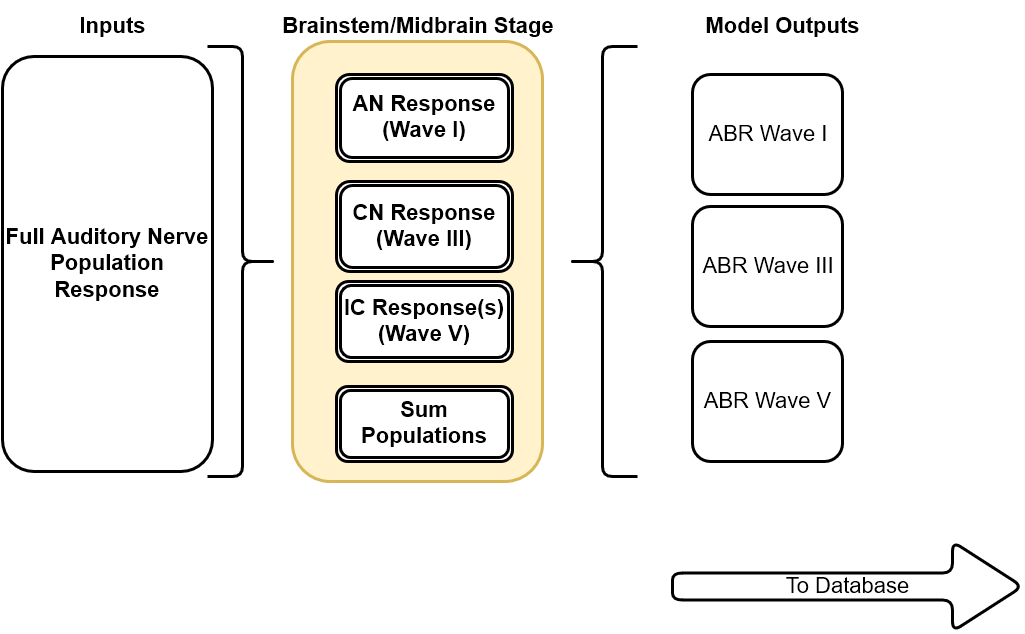 Inputs
Brainstem/Midbrain Stage
Model Outputs
Full Auditory Nerve
Population
Response
AN Response
(Wave I)
CN Response
(Wave III)
IC Response(s)
(Wave V)
Sum
Populations
ABR Wave I
ABR Wave III
ABR Wave V
To Database